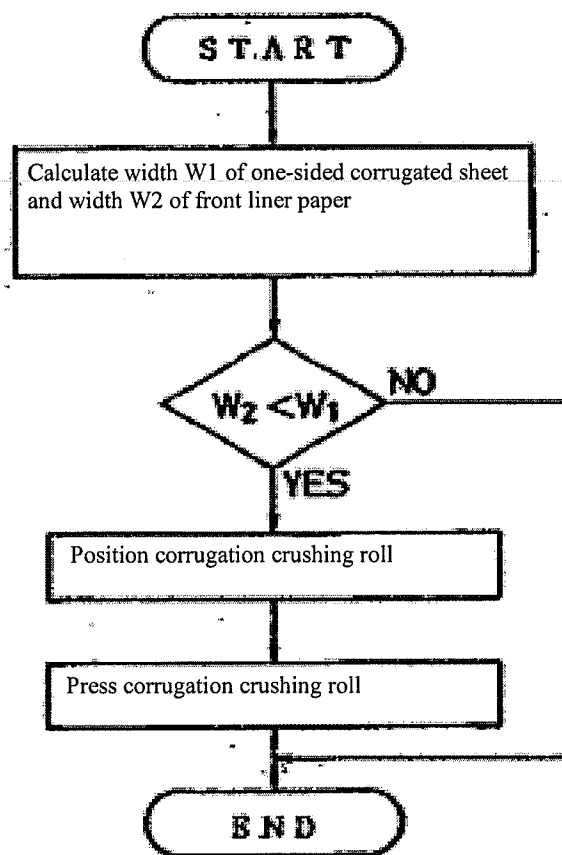 START
Calculate width W1 of one-sided corrugated sheet
and width W2 of front liner paper
W₂ <W₁
NO
YES
Position corrugation crushing roll
Press corrugation crushing roll
END